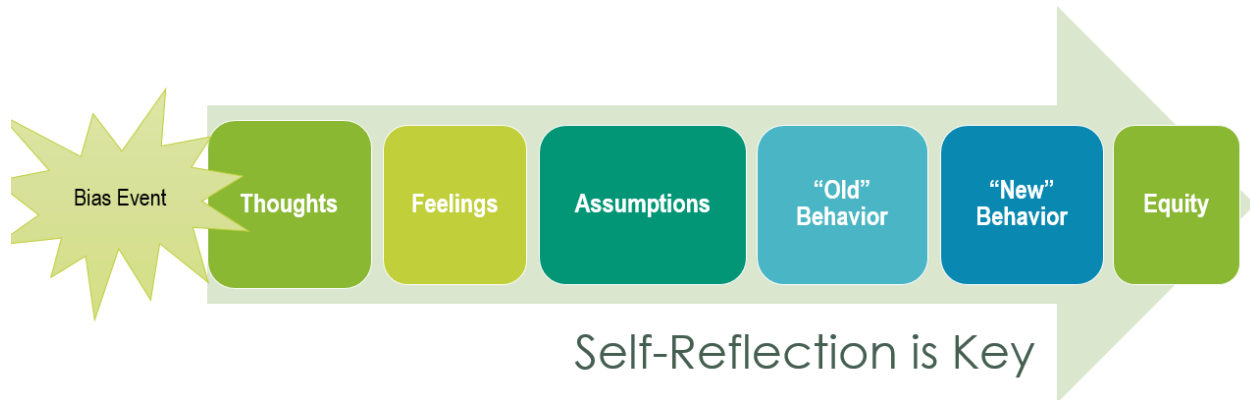 Bias Event
Thoughts
Feelings
Assumptions
“Old”
Behavior
“New”
Behavior
Equity
Self-Reflection is Key